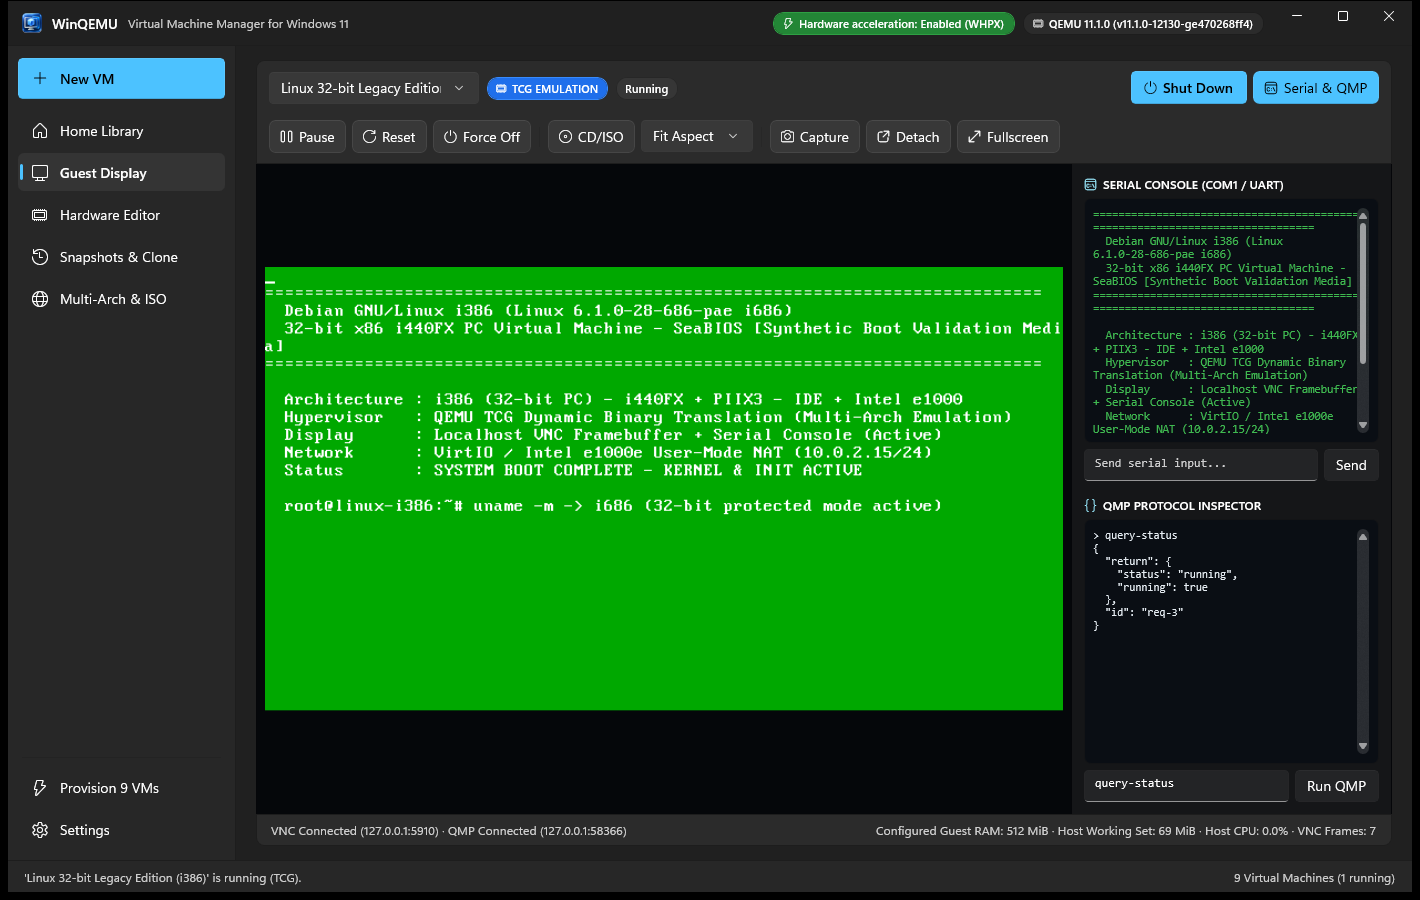 WinQEMU Virtual Machine Manager for Windows 11
Hardware acceleration: Enabled (WHPX)
QEMU 11.1.0 (v11.1.0-12130-ge470268ff4)
New VM
Home Library
Guest Display
Hardware Editor
Snapshots & Clone
Multi-Arch & ISO
Provision 9 VMs
Settings
Linux 32-bit Legacy Edition
TCG EMULATION
Running
Shut Down
Serial & QMP
Pause
Reset
Force Off
CD/ISO
Fit Aspect
Capture
Detach
Fullscreen
==============================================================================
Debian GNU/Linux i386 (Linux 6.1.0-28-686-pae i686)
32-bit x86 i440FX PC Virtual Machine - SeaBIOS [Synthetic Boot Validation Medi
a]
==============================================================================
Architecture : i386 (32-bit PC) - i440FX + PIIX3 - IDE + Intel e1000
Hypervisor : QEMU TCG Dynamic Binary Translation (Multi-Arch Emulation)
Display : Localhost VNC Framebuffer + Serial Console (Active)
Network : VirtIO / Intel e1000e User-Mode NAT (10.0.2.15/24)
Status : SYSTEM BOOT COMPLETE - KERNEL & INIT ACTIVE
root@linux-i386:~# uname -m -> i686 (32-bit protected mode active)
SERIAL CONSOLE (COM1 / UART)
==========================================
===================================
Debian GNU/Linux i386 (Linux
6.1.0-28-686-pae i686)
32-bit x86 i440FX PC Virtual Machine -
SeaBIOS [Synthetic Boot Validation Media]
==========================================
===================================
Architecture : i386 (32-bit PC) - i440FX
+ PIIX3 - IDE + Intel e1000
Hypervisor : QEMU TCG Dynamic Binary
Translation (Multi-Arch Emulation)
Display : Localhost VNC Framebuffer
+ Serial Console (Active)
Network : VirtIO / Intel e1000e
User-Mode NAT (10.0.2.15/24)
Send serial input...
Send
{} QMP PROTOCOL INSPECTOR
> query-status
{
"return": {
"status": "running",
"running": true
},
"id": "req-3"
}
query-status
Run QMP
VNC Connected (127.0.0.1:5910) · QMP Connected (127.0.0.1:58366)
Configured Guest RAM: 512 MiB · Host Working Set: 69 MiB · Host CPU: 0.0% · VNC Frames: 7
'Linux 32-bit Legacy Edition (i386)' is running (TCG).
9 Virtual Machines (1 running)